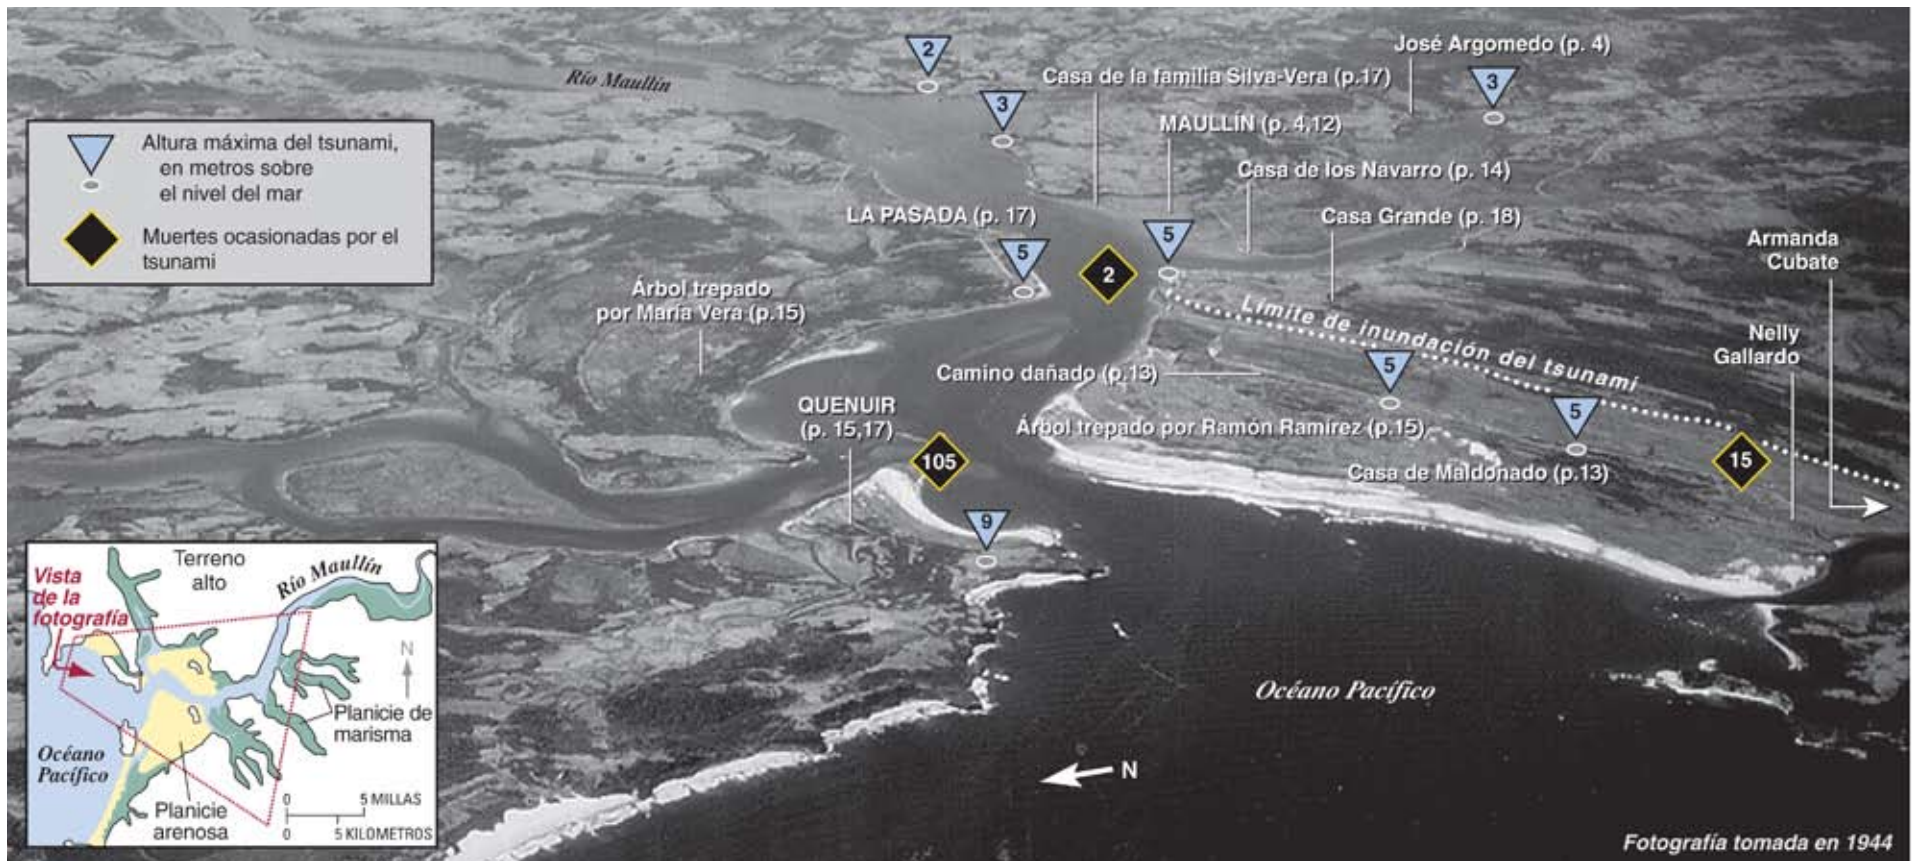 Río Maullín
2
3
José Argomedo (p. 4)
3
Casa de la familia Silva-Vera (p.17)
MAULLÍN (p. 4,12)
Casa de los Navarro (p. 14)
LA PASADA (p. 17)
Casa Grande (p. 18)
5
2
5
Armanda
Cubate
Altura máxima del tsunami,
en metros sobre
el nivel del mar
Muertes ocasionadas por el
tsunami
Árbol trepado
por María Vera (p.15)
Límite de inundación del tsunami
Nelly
Gallardo
Camino dañado (p.13)
5
5
QUENUIR
(p. 15,17)
Árbol trepado por Ramón Ramírez (p.15)
105
Casa de Maldonado (p.13)
15
9
Vista
de la
fotografía
Terreno
alto
Río Maullín
N
Planicie de
marisma
Océano
Pacífico
Planicie
arenosa
0 5 MILLAS
0 5 KILOMETROS
Océano Pacífico
N
Fotografía tomada en 1944